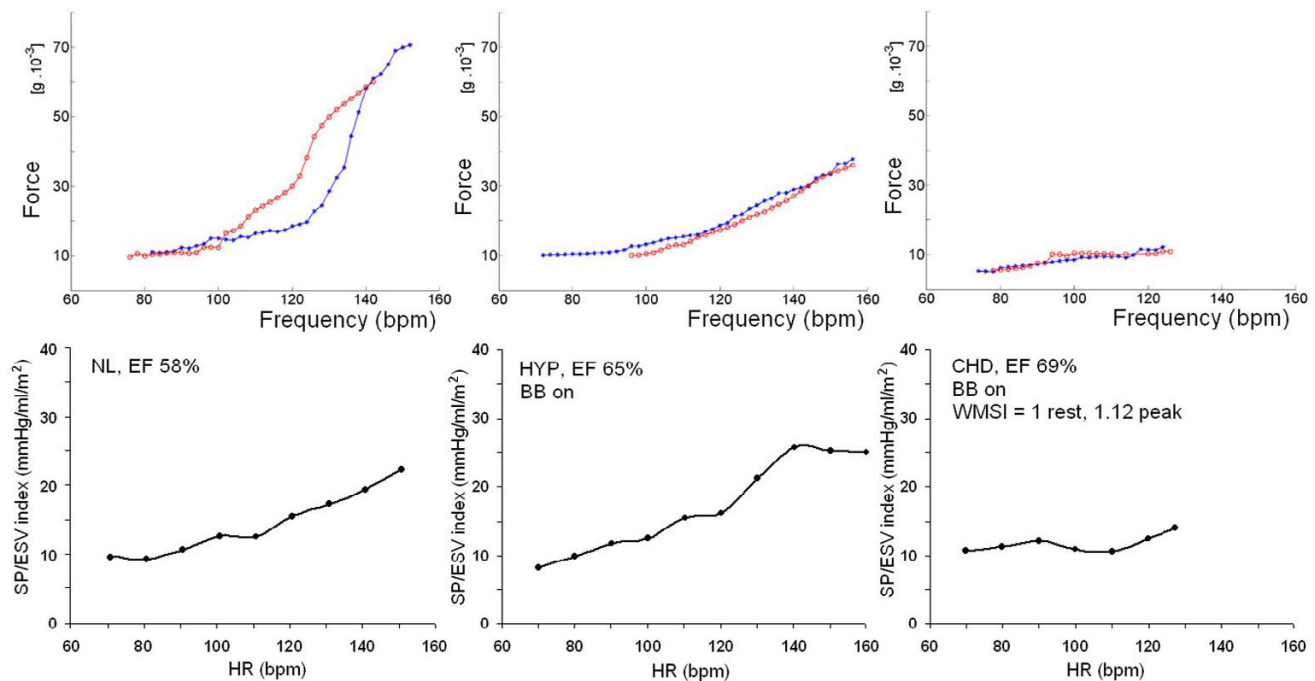 [g .10⁻³]
Force
70
50
30
10
60 80 100 120 140 160
Frequency (bpm)
[g .10⁻³]
Force
70
50
30
10
60 80 100 120 140 160
Frequency (bpm)
[g .10⁻³]
Force
70
50
30
10
60 80 100 120 140 160
Frequency (bpm)
SP/ESV index (mmHg/ml/m²)
40
30
20
10
0
NL, EF 58%
60 80 100 120 140 160
HR (bpm)
SP/ESV index (mmHg/ml/m²)
40
30
20
10
0
HYP, EF 65%
BB on
60 80 100 120 140 160
HR (bpm)
SP/ESV index (mmHg/ml/m²)
40
30
20
10
0
CHD, EF 69%
BB on
WMSI = 1 rest, 1.12 peak
60 80 100 120 140 160
HR (bpm)